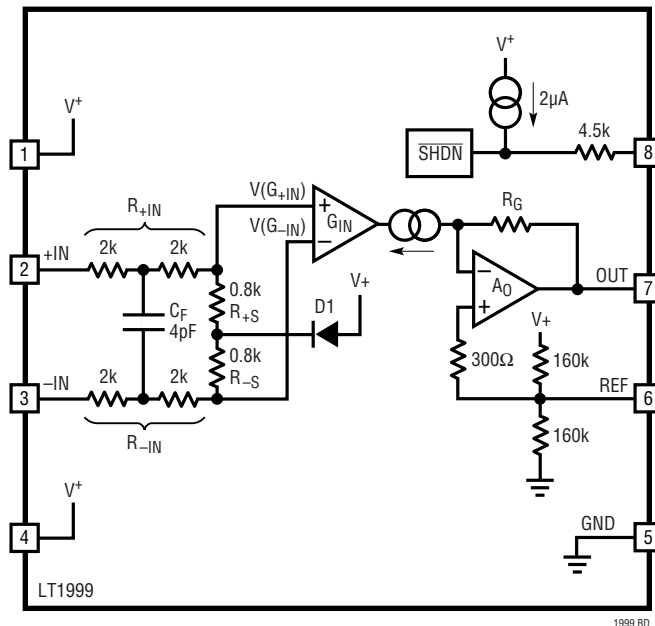 V⁺
2µA
4.5k
SHDN
8
V⁺
1
R+IN
V(G+IN)
V(G–IN)
+
–
GIN
RG
2k
2k
+IN
2
0.8k
R+S
CF
4pF
D1
V+
–
+
AO
OUT
7
0.8k
R–S
300Ω
V+
160k
–IN
3
2k
2k
REF
6
R–IN
160k
V⁺
4
GND
5
LT1999
1999 BD